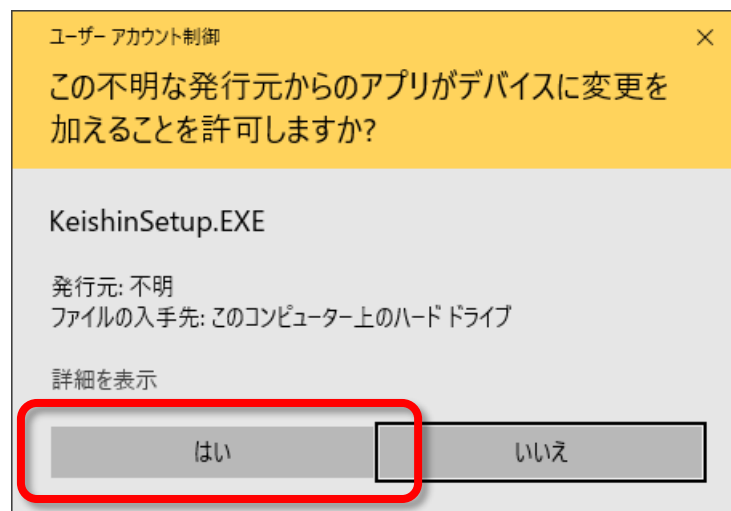 ユーザー アカウント制御
この不明な発行元からのアプリがデバイスに変更を
加えることを許可しますか?
KeishinSetup.EXE
発行元: 不明
ファイルの入手先: このコンピューター上のハード ドライブ
詳細を表示
はい
いいえ